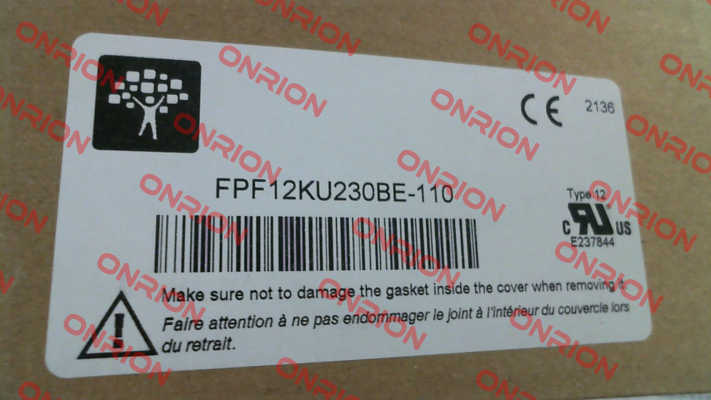 CE 2136
FPF12KU230BE-110
Type 12
C RU US
E237844
Make sure not to damage the gasket inside the cover when removing it
Faire attention à ne pas endommager le joint à l'intérieur du couvercle lors
du retrait.
ONRION